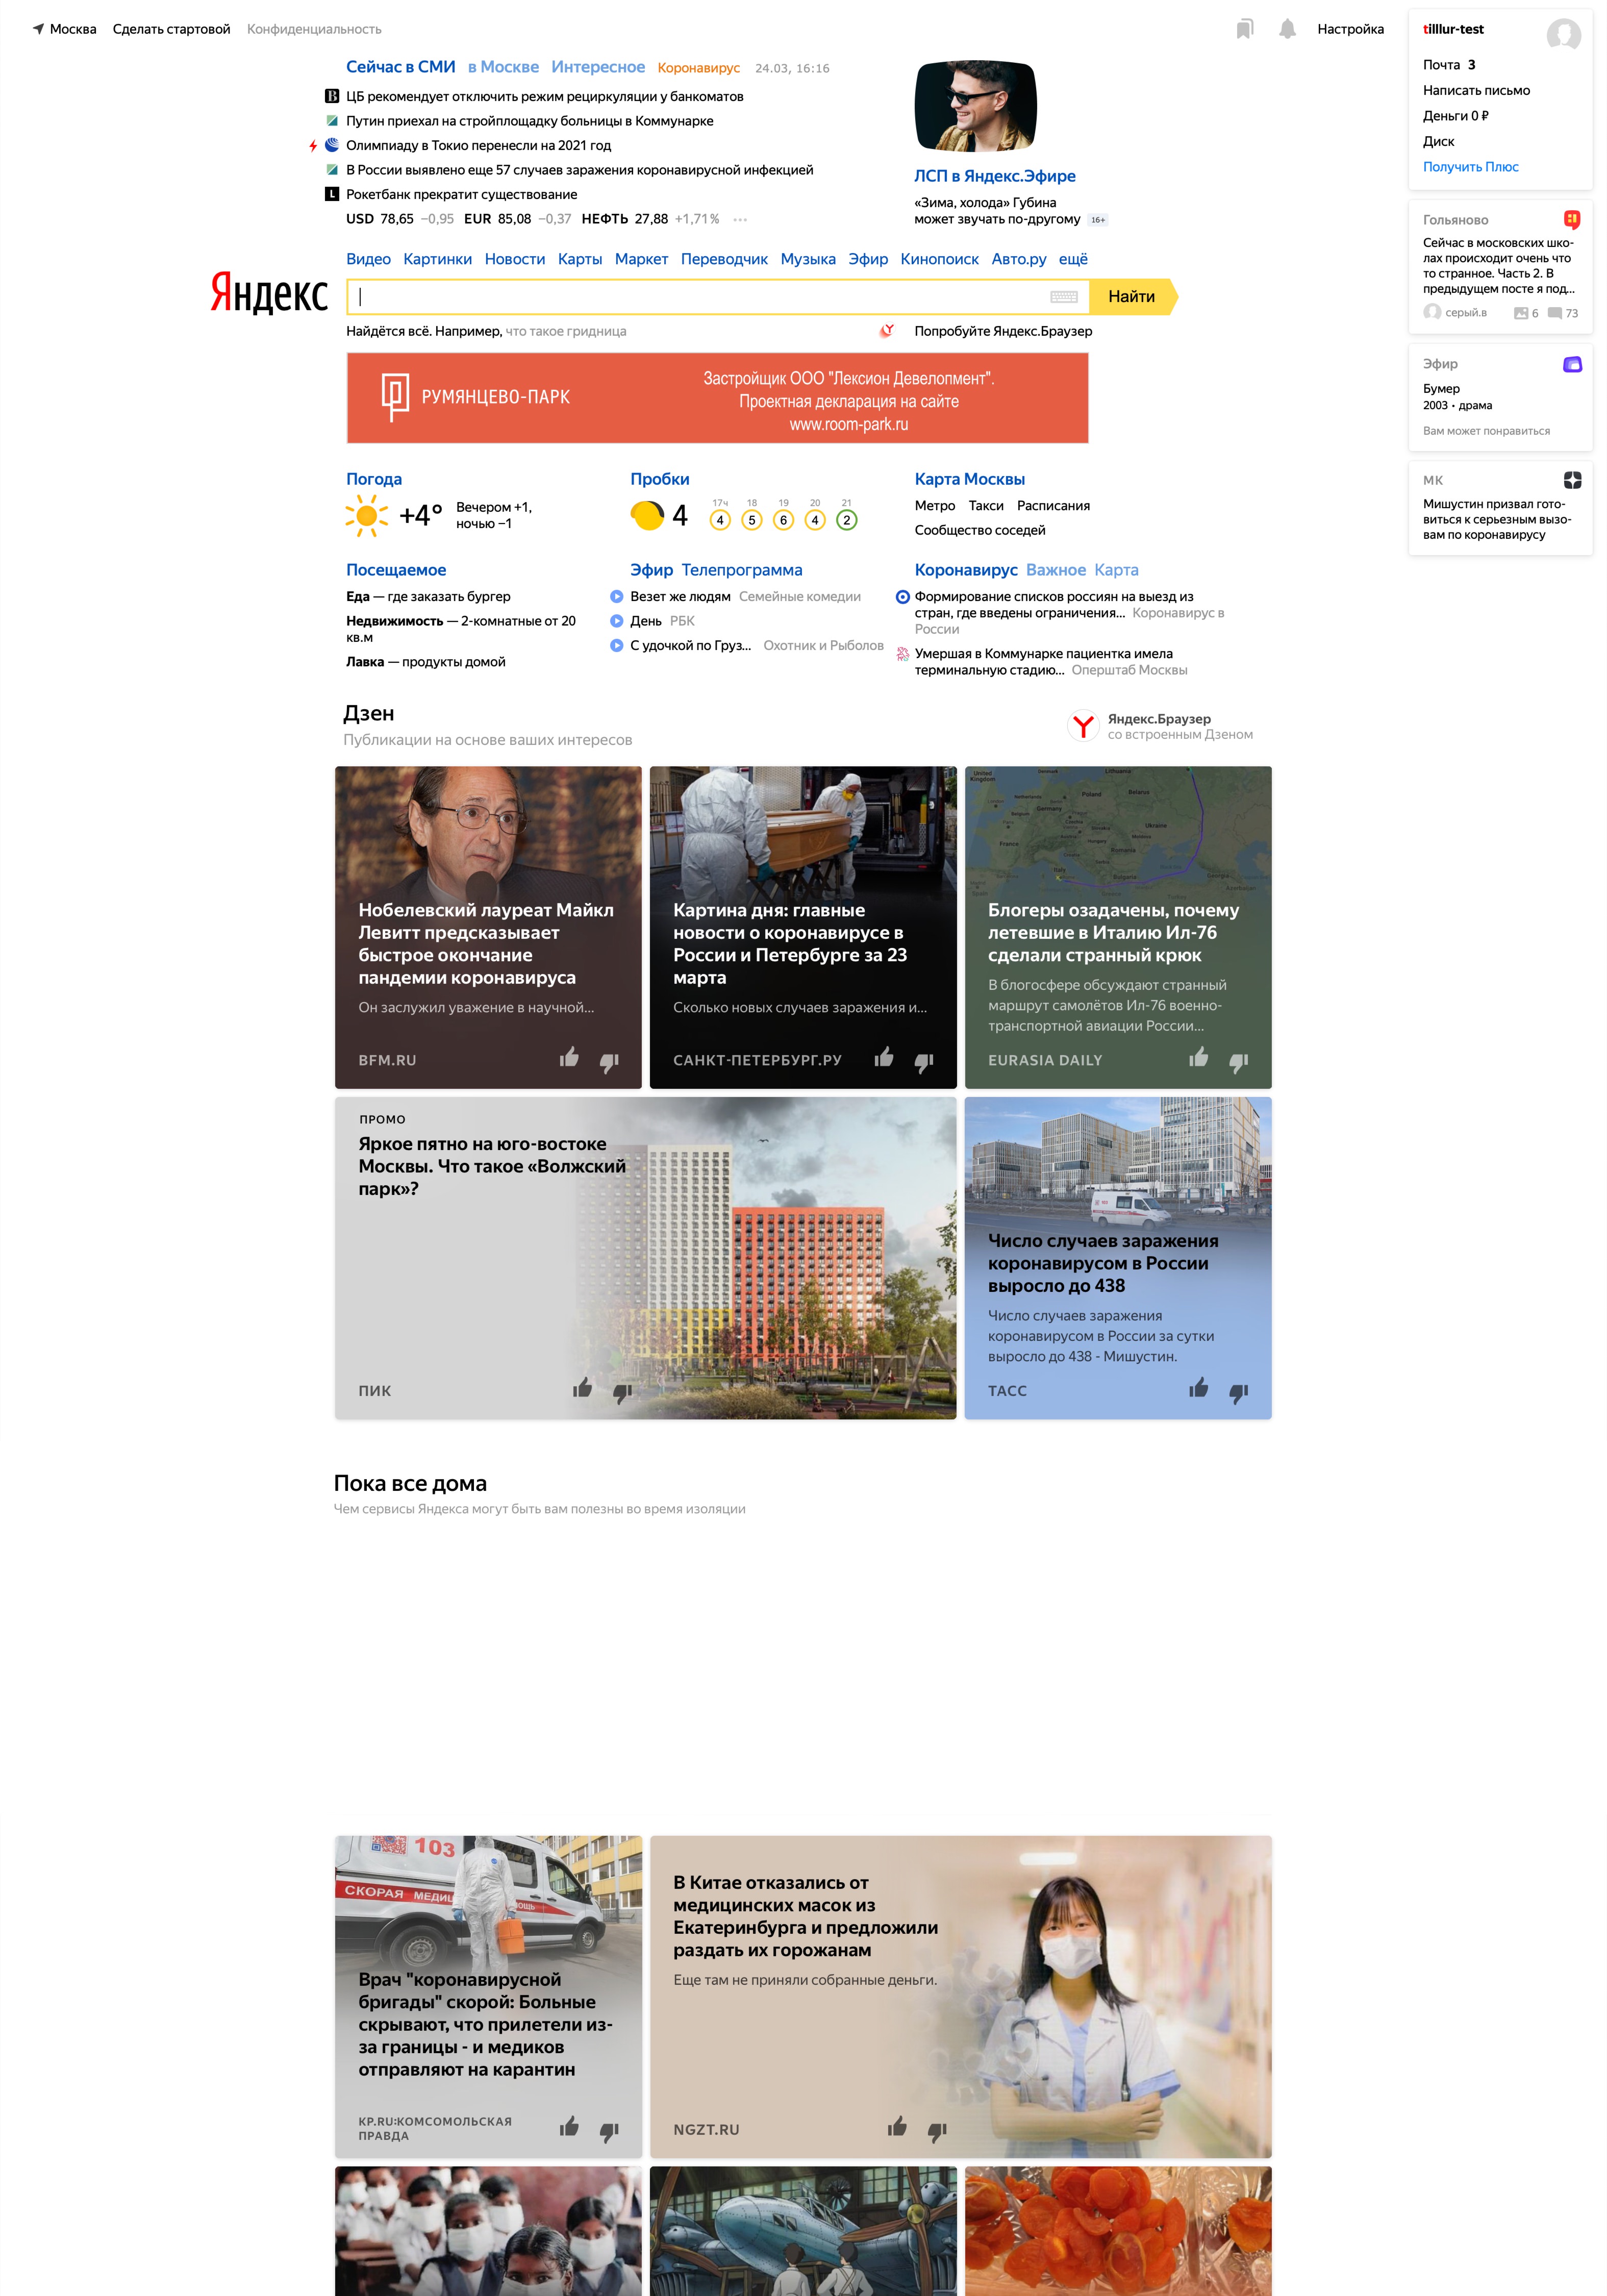 Москва Сделать стартовой Конфиденциальность
Настройка
tilllur-test
Почта 3
Написать письмо
Деньги 0 ₽
Диск
Получить Плюс
Сейчас в СМИ в Москве Интересное Коронавирус 24.03, 16:16
ЦБ рекомендует отключить режим рециркуляции у банкоматов
Путин приехал на стройплощадку больницы в Коммунарке
Олимпиаду в Токио перенесли на 2021 год
В России выявлено еще 57 случаев заражения коронавирусной инфекцией
Рокетбанк прекратит существование
USD 78,65 −0,95 EUR 85,08 −0,37 НЕФТЬ 27,88 +1,71% •••
ЛСП в Яндекс.Эфире
«Зима, холода» Губина
может звучать по-другому 16+
Гольяново
Сейчас в московских шко-
лах происходит очень что
то странное. Часть 2. В
предыдущем посте я под...
серый.в 6 73
Эфир
Бумер
2003 • драма
Вам может понравиться
МК
Мишустин призвал гото-
виться к серьезным вызо-
вам по коронавирусу
Видео Картинки Новости Карты Маркет Переводчик Музыка Эфир Кинопоиск Авто.ру ещё
Яндекс
Найти
Найдётся всё. Например, что такое гридница
Попробуйте Яндекс.Браузер
РУМЯНЦЕВО-ПАРК
Застройщик ООО "Лексион Девелопмент".
Проектная декларация на сайте
www.room-park.ru
Погода
+4°
Вечером +1,
ночью −1
Пробки
4
17ч 18 19 20 21
4 5 6 4 2
Карта Москвы
Метро Такси Расписания
Сообщество соседей
Посещаемое
Еда — где заказать бургер
Недвижимость — 2-комнатные от 20
кв.м
Лавка — продукты домой
Эфир Телепрограмма
Везет же людям Семейные комедии
День РБК
С удочкой по Груз... Охотник и Рыболов
Коронавирус Важное Карта
Формирование списков россиян на выезд из
стран, где введены ограничения... Коронавирус в
России
Умершая в Коммунарке пациентка имела
терминальную стадию... Оперштаб Москвы
Дзен
Публикации на основе ваших интересов
Яндекс.Браузер
со встроенным Дзеном
Нобелевский лауреат Майкл
Левитт предсказывает
быстрое окончание
пандемии коронавируса
Он заслужил уважение в научной...
BFM.RU
Картина дня: главные
новости о коронавирусе в
России и Петербурге за 23
марта
Сколько новых случаев заражения и...
САНКТ-ПЕТЕРБУРГ.РУ
United
Kingdom
Lithuania
Poland
Belarus
Germany
Ukraine
France
Romania
Italy
Bulgaria
Georgia
Блогеры озадачены, почему
летевшие в Италию Ил-76
сделали странный крюк
В блогосфере обсуждают странный
маршрут самолётов Ил-76 военно-
транспортной авиации России...
EURASIA DAILY
ПРОМО
Яркое пятно на юго-востоке
Москвы. Что такое «Волжский
парк»?
ПИК
Число случаев заражения
коронавирусом в России
выросло до 438
Число случаев заражения
коронавирусом в России за сутки
выросло до 438 - Мишустин.
ТАСС
Пока все дома
Чем сервисы Яндекса могут быть вам полезны во время изоляции
103
СКОРАЯ МЕДИЦ
Врач "коронавирусной
бригады" скорой: Больные
скрывают, что прилетели из-
за границы - и медиков
отправляют на карантин
KP.RU:КОМСОМОЛЬСКАЯ
ПРАВДА
В Китае отказались от
медицинских масок из
Екатеринбурга и предложили
раздать их горожанам
Еще там не приняли собранные деньги.
NGZT.RU